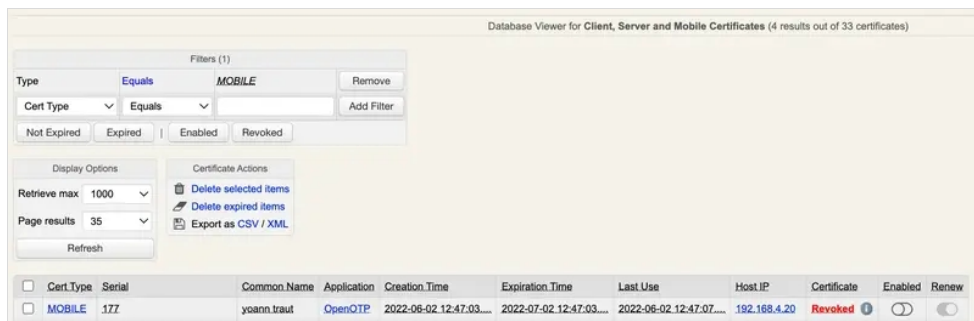 Database Viewer for Client, Server and Mobile Certificates (4 results out of 33 certificates)
Filters (1)
Type Equals MOBILE Remove
Cert Type Equals Add Filter
Not Expired Expired | Enabled Revoked
Display Options
Retrieve max 1000
Page results 35
Refresh
Certificate Actions
Delete selected items
Delete expired items
Export as CSV / XML
Cert Type Serial Common Name Application Creation Time Expiration Time Last Use Host IP Certificate Enabled Renew
MOBILE 177 yoann traut OpenOTP 2022-06-02 12:47:03.... 2022-07-02 12:47:03.... 2022-06-02 12:47:07.... 192.168.4.20 Revoked